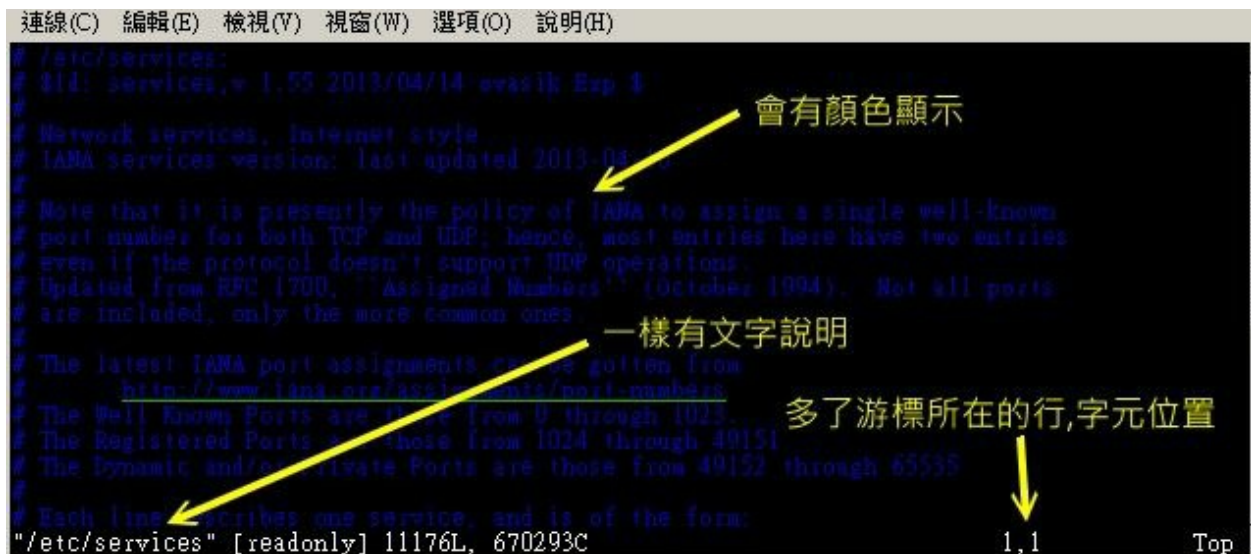 連線(C) 編輯(E) 檢視(V) 視窗(W) 選項(O) 說明(H)
# /etc/services:
# $Id: services,v 1.55 2013/04/14 ovasik Exp $
#
會有顏色顯示
# Network services, Internet style
# IANA services version: last updated 2013-04
#
# Note that it is presently the policy of IANA to assign a single well-known
# port number for both TCP and UDP; hence, most entries here have two entries
# even if the protocol doesn't support UDP operations.
# Updated from RFC 1700, ``Assigned Numbers'' (October 1994). Not all ports
# are included, only the more common ones.
#
一樣有文字說明
# The latest IANA port assignments can be gotten from
# http://www.iana.org/assignments/port-numbers
# The Well Known Ports are those from 0 through 1023.
多了游標所在的行,字元位置
# The Registered Ports are those from 1024 through 49151
# The Dynamic and/or Private Ports are those from 49152 through 65535
#
# Each line describes one service, and is of the form:
"/etc/services" [readonly] 11176L, 670293C 1,1 Top